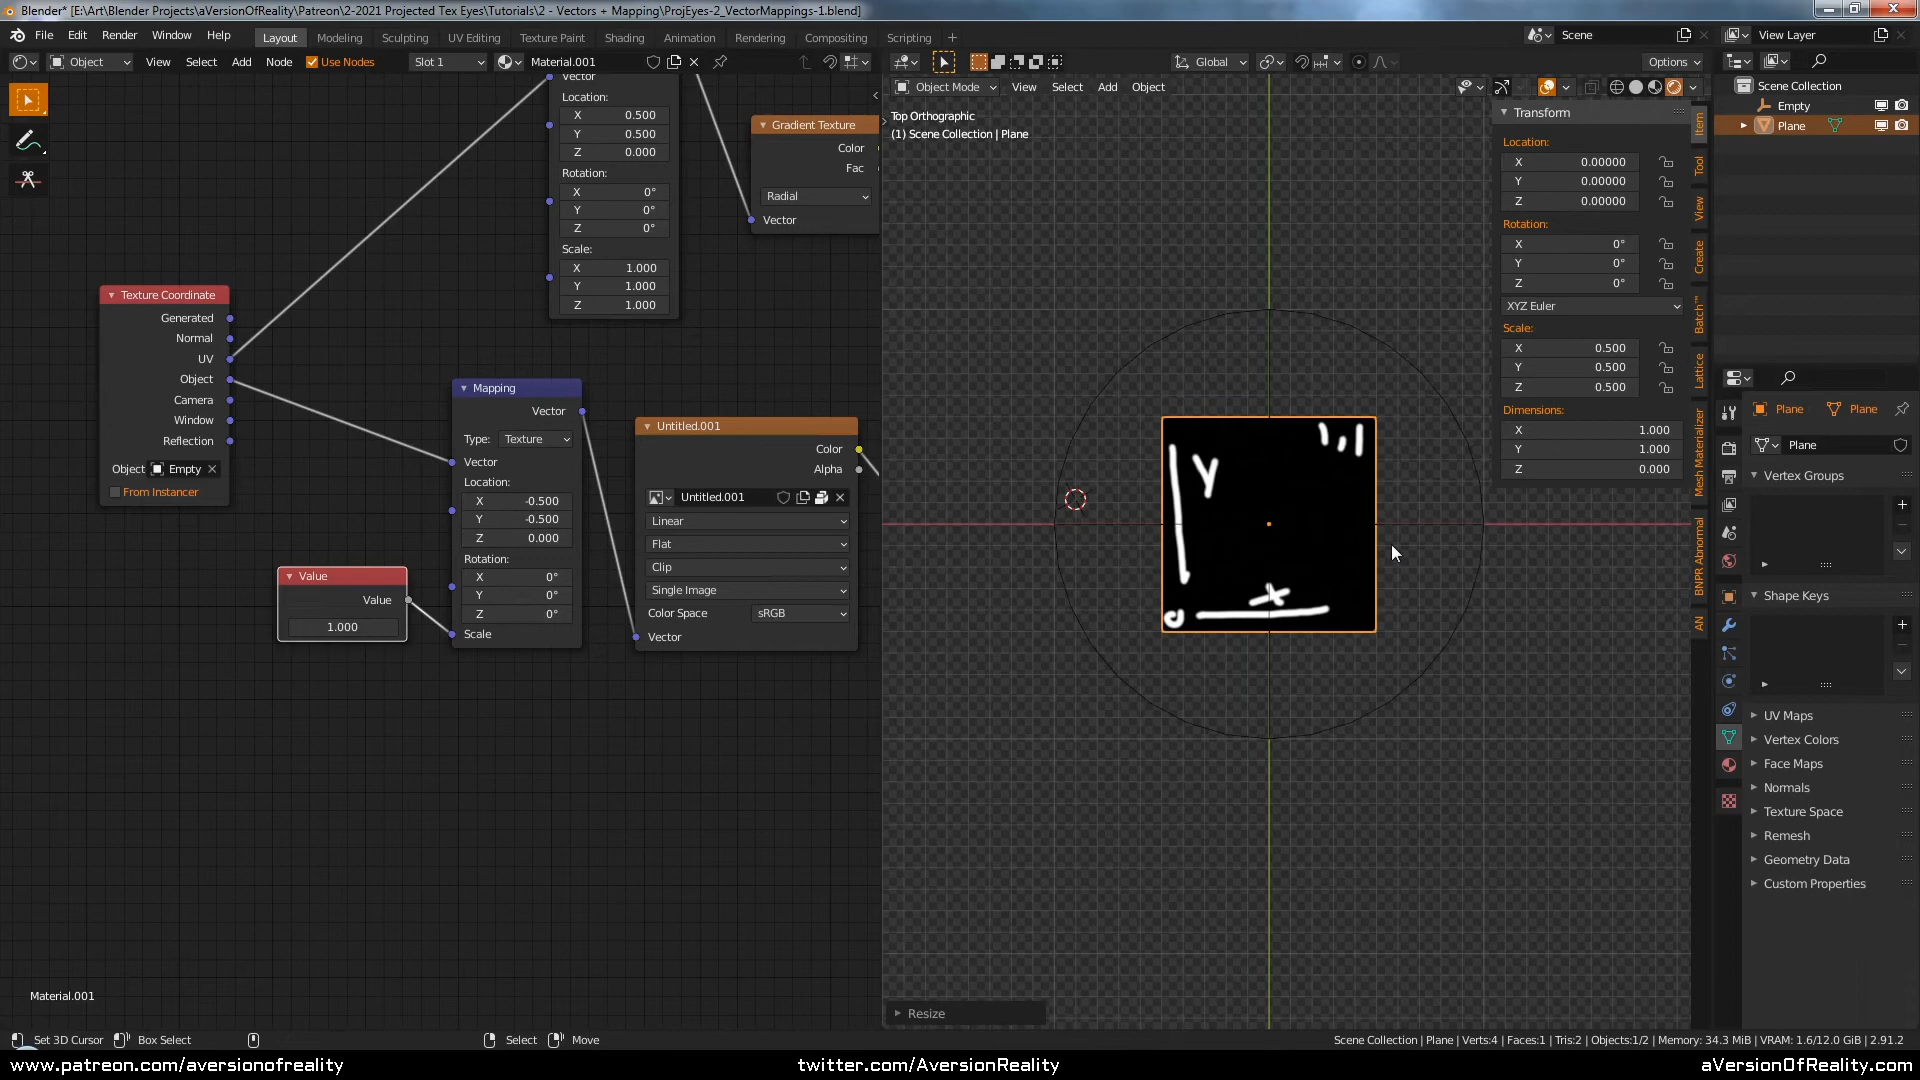 Blender* [E:\Art\Blender Projects\aVersionOfReality\Patreon\2-2021 Projected Tex Eyes\Tutorials\2 - Vectors + Mapping\ProjEyes-2_VectorMappings-1.blend]
File Edit Render Window Help Layout Modeling Sculpting UV Editing Texture Paint Shading Animation Rendering Compositing Scripting + Scene View Layer
Object View Select Add Node Use Nodes Slot 1 Material.001 Global Options
Object Mode View Select Add Object
Top Orthographic
(1) Scene Collection | Plane
Vector
Location:
X 0.500
Y 0.500
Z 0.000
Rotation:
X 0°
Y 0°
Z 0°
Scale:
X 1.000
Y 1.000
Z 1.000
Gradient Texture
Color
Fac
Radial
Vector
Texture Coordinate
Generated
Normal
UV
Object
Camera
Window
Reflection
Object Empty
From Instancer
Mapping
Vector
Type: Texture
Vector
Location:
X -0.500
Y -0.500
Z 0.000
Rotation:
X 0°
Y 0°
Z 0°
Scale
Value
Value
1.000
Untitled.001
Color
Alpha
Untitled.001
Linear
Flat
Clip
Single Image
Color Space sRGB
Vector
Material.001
Y
1,1
x
0
Resize
Transform
Location:
X 0.00000
Y 0.00000
Z 0.00000
Rotation:
X 0°
Y 0°
Z 0°
XYZ Euler
Scale:
X 0.500
Y 0.500
Z 0.500
Dimensions:
X 1.000
Y 1.000
Z 0.000
Item
Tool
View
Create
Batch™
Lattice
Mesh Materializer
BNPR Abnormal
AN
Scene Collection
Empty
Plane
Plane Plane
Plane
Vertex Groups
Shape Keys
UV Maps
Vertex Colors
Face Maps
Normals
Texture Space
Remesh
Geometry Data
Custom Properties
Set 3D Cursor Box Select Select Move Scene Collection | Plane | Verts:4 | Faces:1 | Tris:2 | Objects:1/2 | Memory: 34.3 MiB | VRAM: 1.6/12.0 GiB | 2.91.2
www.patreon.com/aversionofreality twitter.com/AversionReality aVersionOfReality.com